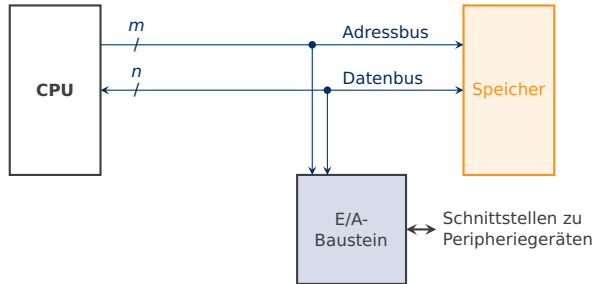 m
Adressbus
n
Datenbus
CPU
Speicher
E/A-
Baustein
Schnittstellen zu
Peripheriegeräten